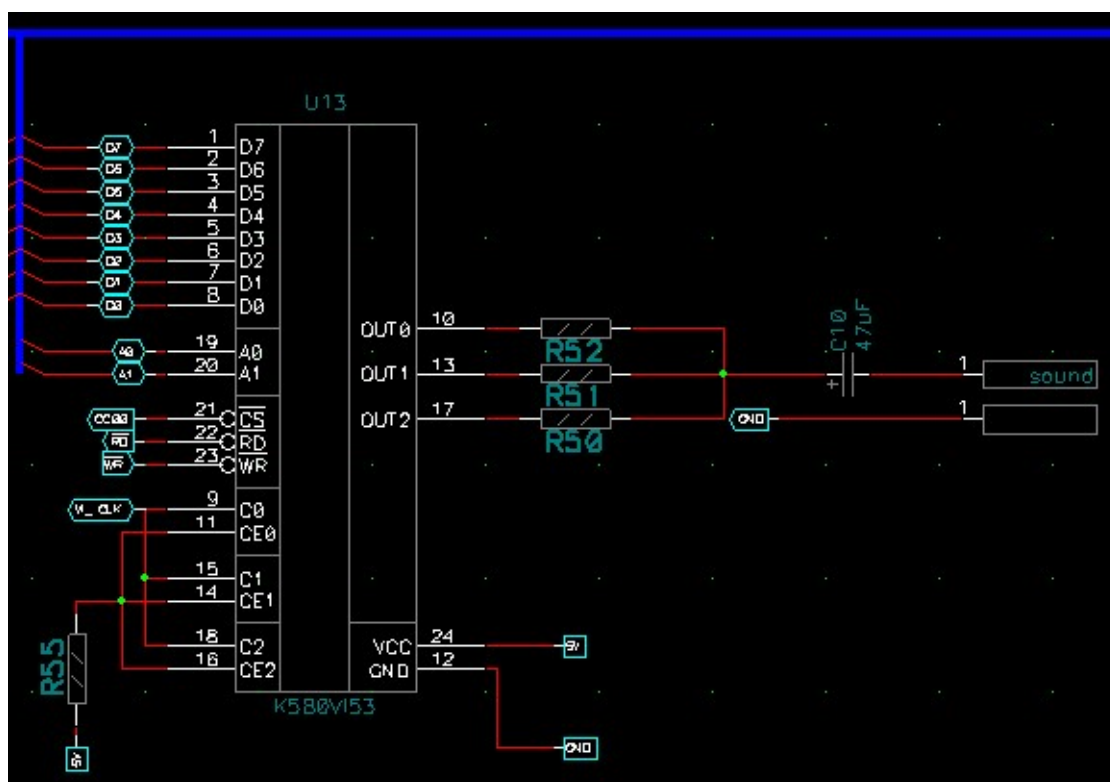 U13
D7 1 D7
2 D6
D5 3 D5
D4 4 D4
D3 5 D3
D2 6 D2
D1 7 D1
D0 8 D0
A0 19 A0
A1 20 A1
CC00 21 CS
RD 22 RD
WR 23 WR
9 C0
11 CE0
15 C1
14 CE1
18 C2
16 CE2
R55
5V
OUT0 10
R52
OUT1 13
R51
OUT2 17
R50
C10
47uF
+
1 sound
GND 1
VCC 24 5V
GND 12
GND
K580VI53